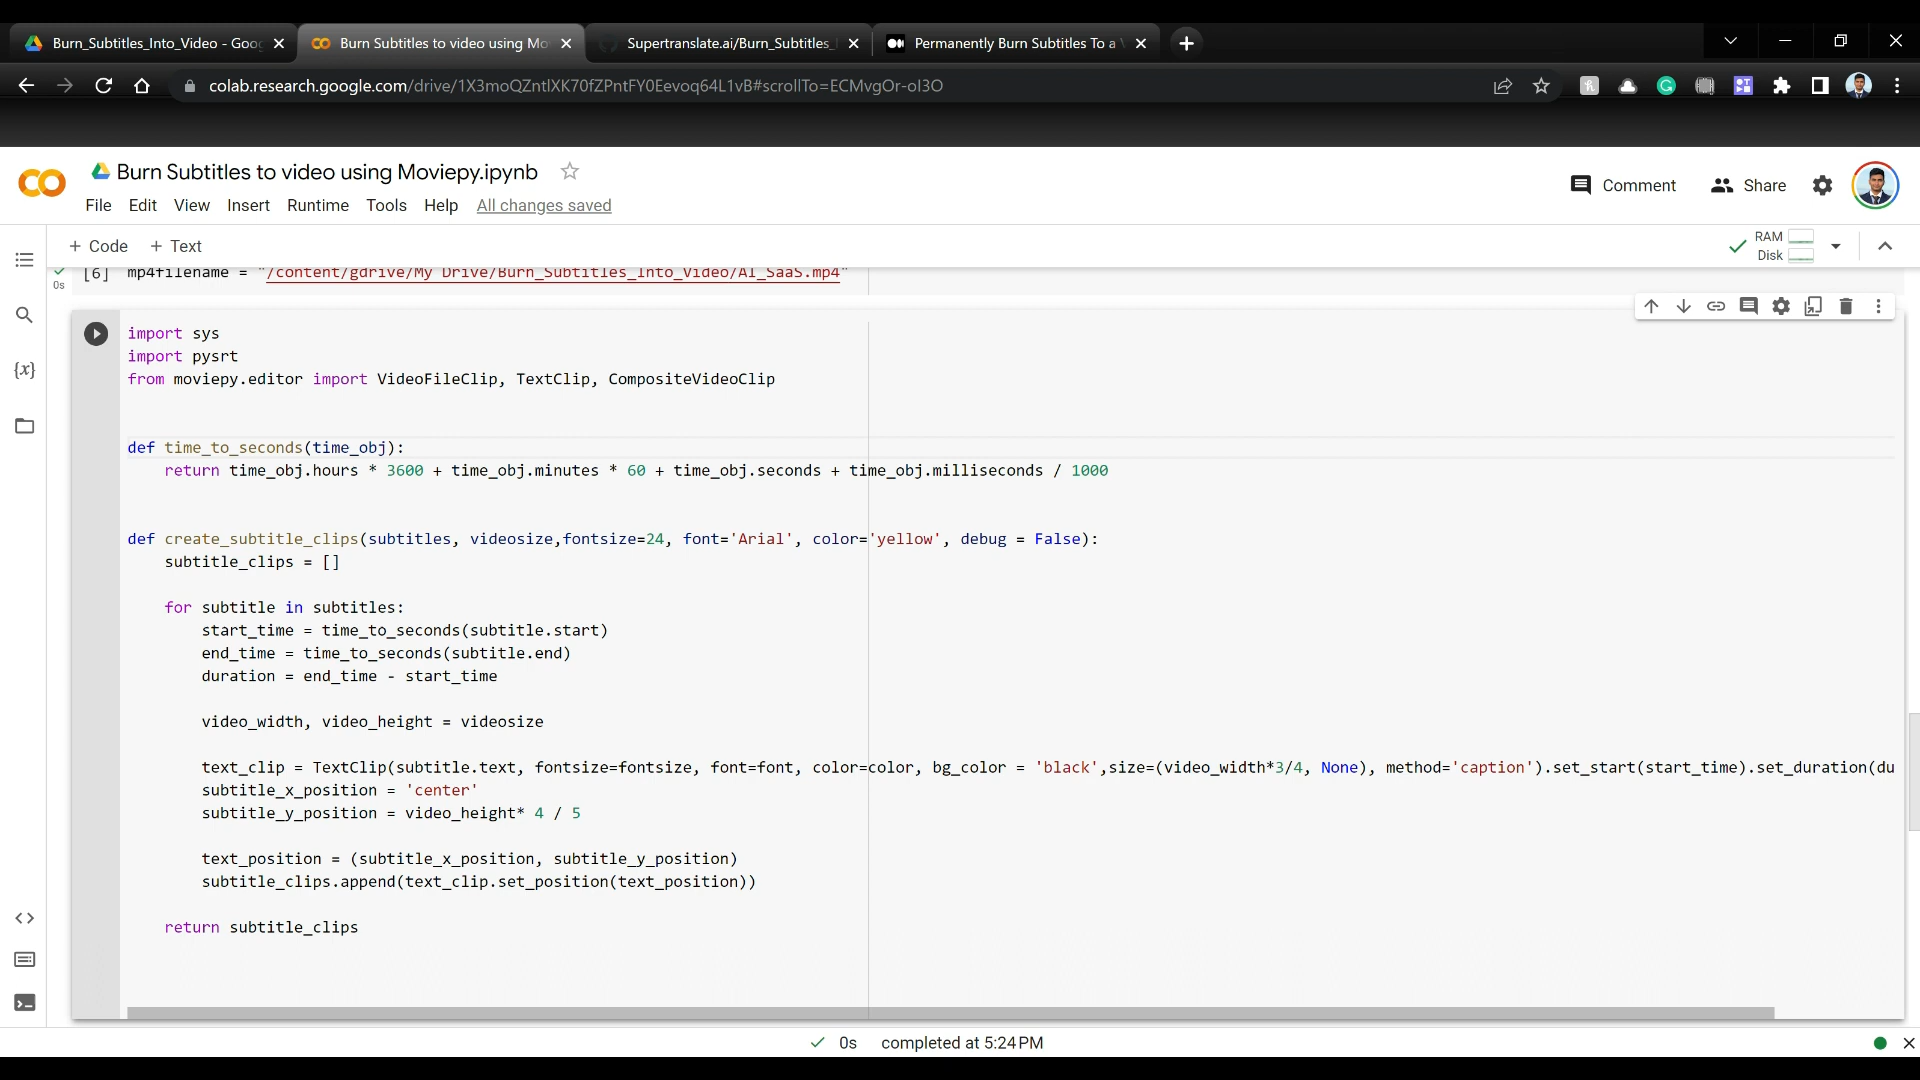 Burn_Subtitles_Into_Video - Goo
Burn Subtitles to video using Mo
Supertranslate.ai/Burn_Subtitles_
Permanently Burn Subtitles To a V
colab.research.google.com/drive/1X3moQZntlXK70fZPntFY0Eevoq64L1vB#scrollTo=ECMvgOr-oI3O
Burn Subtitles to video using Moviepy.ipynb
Comment
Share
File Edit View Insert Runtime Tools Help All changes saved
+ Code + Text
RAM
Disk
[6] mp4filename = "/content/gdrive/My Drive/Burn_Subtitles_Into_Video/AI_SaaS.mp4"
0s
import sys
import pysrt
from moviepy.editor import VideoFileClip, TextClip, CompositeVideoClip
{x}
def time_to_seconds(time_obj):
return time_obj.hours * 3600 + time_obj.minutes * 60 + time_obj.seconds + time_obj.milliseconds / 1000
def create_subtitle_clips(subtitles, videosize,fontsize=24, font='Arial', color='yellow', debug = False):
subtitle_clips = []
for subtitle in subtitles:
start_time = time_to_seconds(subtitle.start)
end_time = time_to_seconds(subtitle.end)
duration = end_time - start_time
video_width, video_height = videosize
text_clip = TextClip(subtitle.text, fontsize=fontsize, font=font, color=color, bg_color = 'black',size=(video_width*3/4, None), method='caption').set_start(start_time).set_duration(du
subtitle_x_position = 'center'
subtitle_y_position = video_height* 4 / 5
text_position = (subtitle_x_position, subtitle_y_position)
subtitle_clips.append(text_clip.set_position(text_position))
return subtitle_clips
0s completed at 5:24 PM